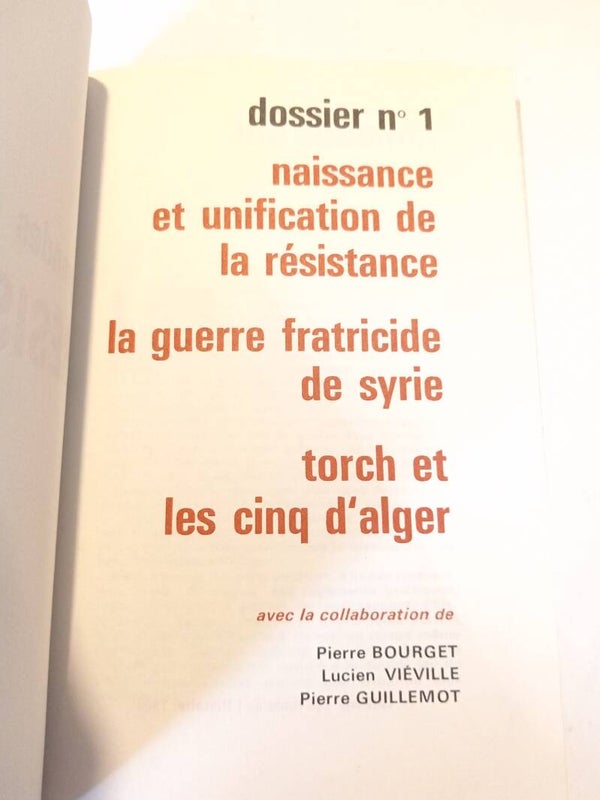 dossier n° 1
naissance
et unification de
la résistance
la guerre fratricide
de syrie
torch et
les cinq d'alger
avec la collaboration de
Pierre BOURGET
Lucien VIÉVILLE
Pierre GUILLEMOT